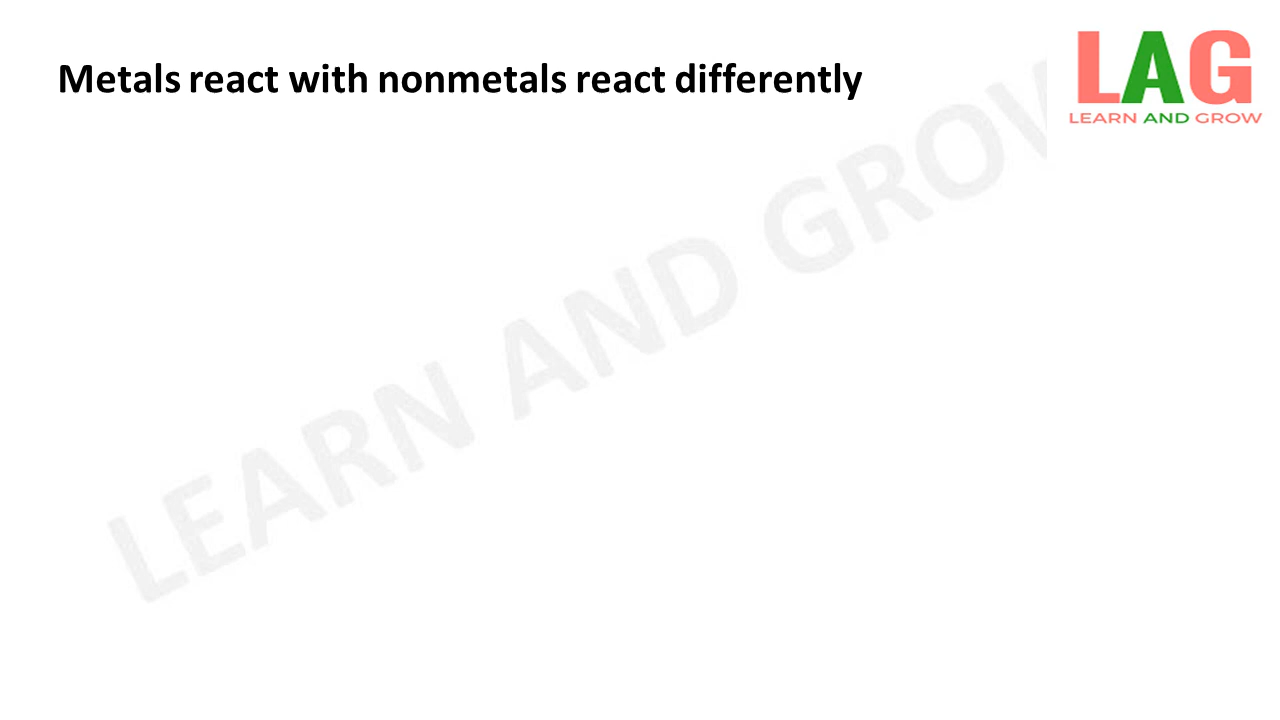 Metals react with nonmetals react differently
LAG
LEARN AND GROW
LEARN AND GROW